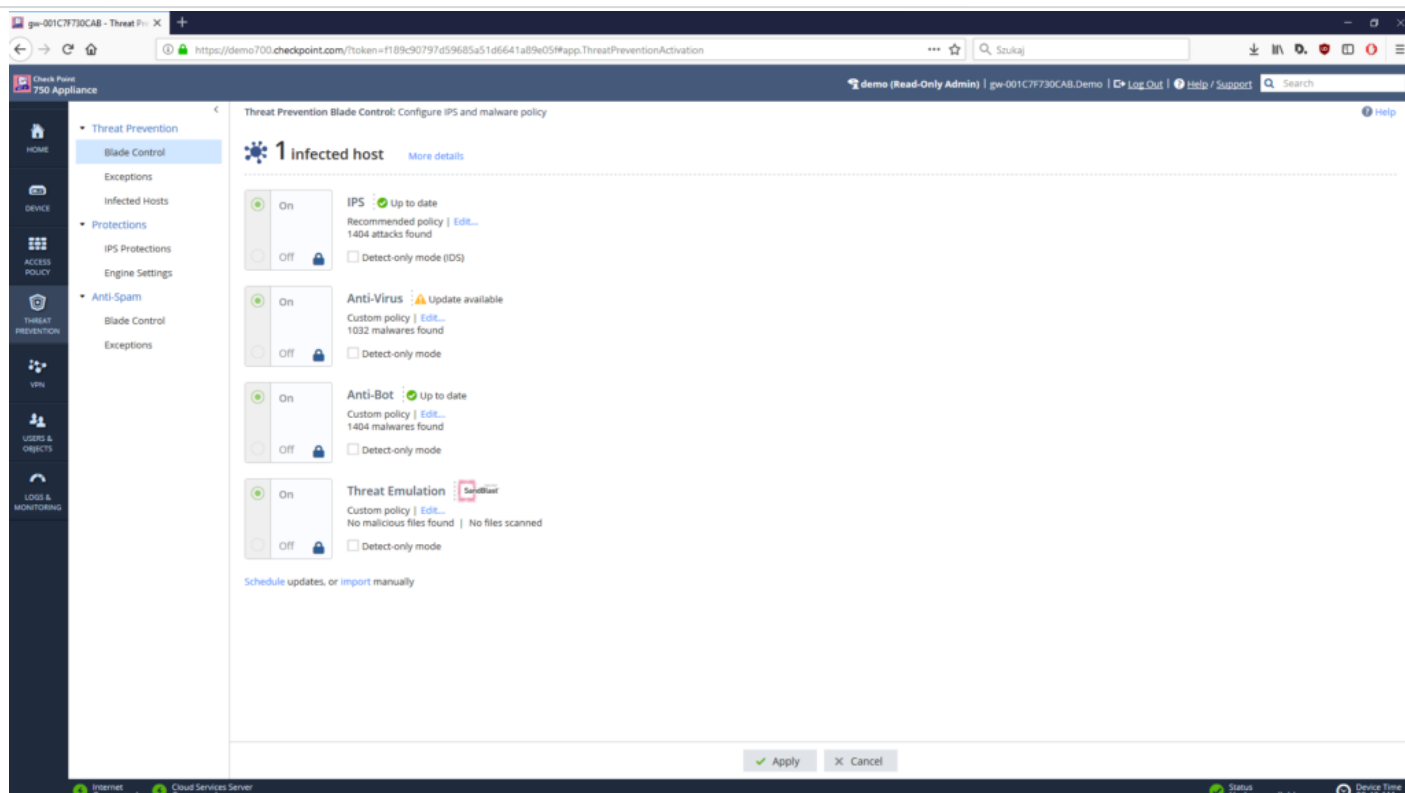 gw-001C7F730CAB - Threat Pr
https://demo700.checkpoint.com/?token=f189c90797d59685a51d6641a89e05f#app.ThreatPreventionActivation
Szukaj
Check Point
750 Appliance
demo (Read-Only Admin) | gw-001C7F730CAB.Demo | Log Out | Help / Support
Search
HOME
DEVICE
ACCESS
POLICY
THREAT
PREVENTION
VPN
USERS &
OBJECTS
LOGS &
MONITORING
Threat Prevention
Blade Control
Exceptions
Infected Hosts
Protections
IPS Protections
Engine Settings
Anti-Spam
Blade Control
Exceptions
Threat Prevention Blade Control: Configure IPS and malware policy
Help
1 infected host More details
On
Off
IPS Up to date
Recommended policy | Edit...
1404 attacks found
Detect-only mode (IDS)
On
Off
Anti-Virus Update available
Custom policy | Edit...
1032 malwares found
Detect-only mode
On
Off
Anti-Bot Up to date
Custom policy | Edit...
1404 malwares found
Detect-only mode
On
Off
Threat Emulation SandBlast
Custom policy | Edit...
No malicious files found | No files scanned
Detect-only mode
Schedule updates, or import manually
Apply
Cancel
Internet
Cloud Services Server
Status
Device Time